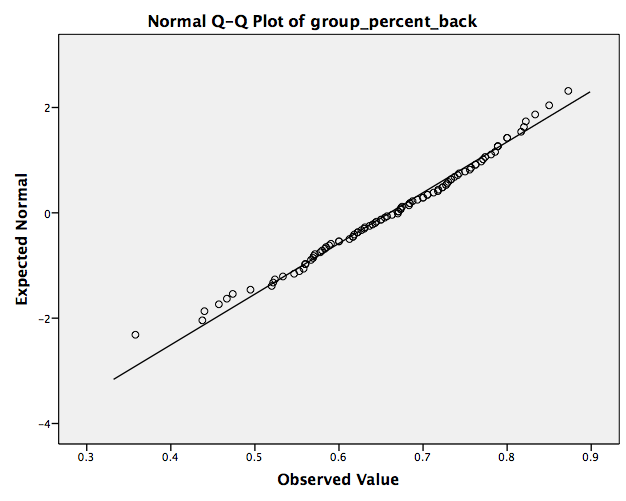 Normal Q-Q Plot of group_percent_back
Expected Normal
2
0
-2
-4
0.3 0.4 0.5 0.6 0.7 0.8 0.9
Observed Value